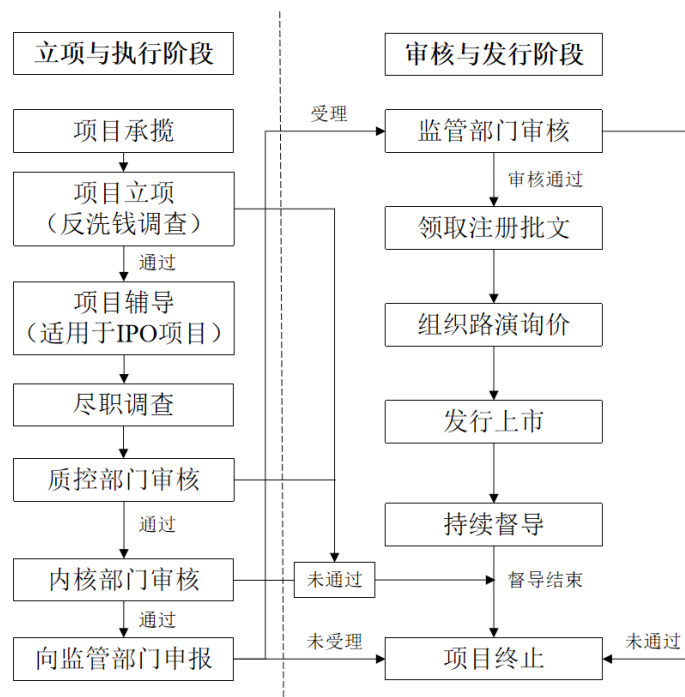 立项与执行阶段
项目承揽
项目立项
（反洗钱调查）
通过
项目辅导
（适用于IPO项目）
尽职调查
质控部门审核
通过
内核部门审核
通过
向监管部门申报
审核与发行阶段
受理
监管部门审核
审核通过
领取注册批文
组织路演询价
发行上市
持续督导
未通过
督导结束
未受理
项目终止
未通过